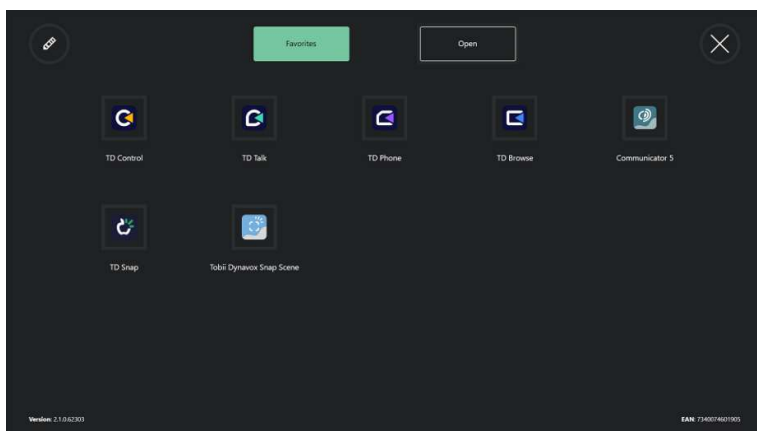 Favorites
Open
TD Control
TD Talk
TD Phone
TD Browse
Communicator 5
TD Snap
Tobii Dynavox Snap Scene
Version: 2.1.0.62303
EAN: 7340074601905